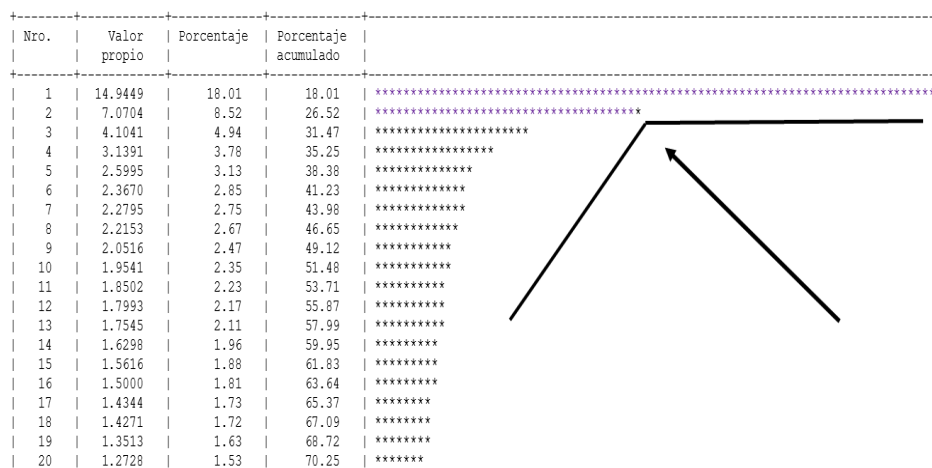 Nro. | Valor | Porcentaje | Porcentaje
propio | | acumulado
1 | 14.9449 | 18.01 | 18.01
2 | 7.0704 | 8.52 | 26.52
3 | 4.1041 | 4.94 | 31.47
4 | 3.1391 | 3.78 | 35.25
5 | 2.5995 | 3.13 | 38.38
6 | 2.3670 | 2.85 | 41.23
7 | 2.2795 | 2.75 | 43.98
8 | 2.2153 | 2.67 | 46.65
9 | 2.0516 | 2.47 | 49.12
10 | 1.9541 | 2.35 | 51.48
11 | 1.8502 | 2.23 | 53.71
12 | 1.7993 | 2.17 | 55.87
13 | 1.7545 | 2.11 | 57.99
14 | 1.6298 | 1.96 | 59.95
15 | 1.5616 | 1.88 | 61.83
16 | 1.5000 | 1.81 | 63.64
17 | 1.4344 | 1.73 | 65.37
18 | 1.4271 | 1.72 | 67.09
19 | 1.3513 | 1.63 | 68.72
20 | 1.2728 | 1.53 | 70.25